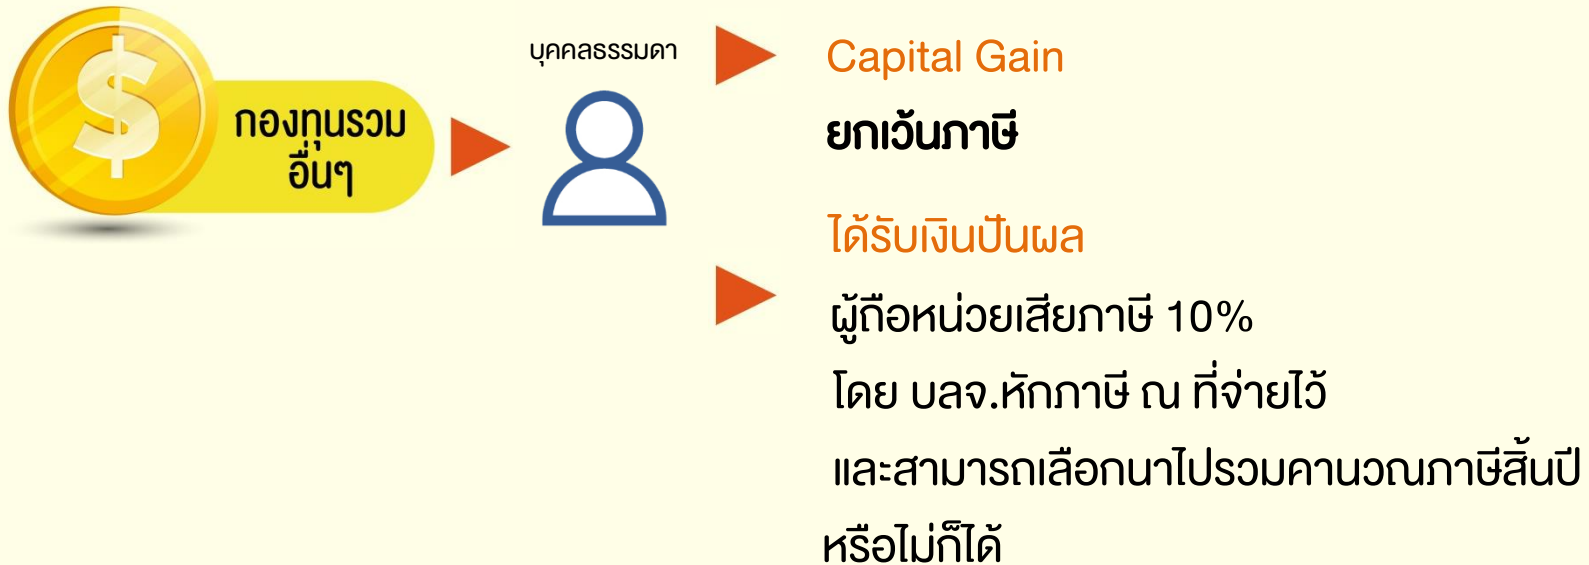 กองทุนรวม
อื่นๆ
บุคคลธรรมดา
Capital Gain
ยกเว้นภาษี
ได้รับเงินปันผล
ผู้ถือหน่วยเสียภาษี 10%
โดย บลจ.หักภาษี ณ ที่จ่ายไว้
และสามารถเลือกนาไปรวมคานวณภาษีสิ้นปี
หรือไม่ก็ได้